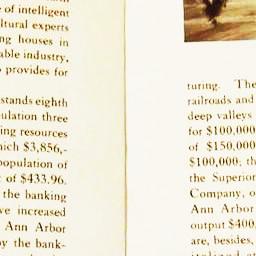 of intelligent
ltural experts
ng houses in
able industry,
provides for
stands eighth
ulation three
ing resources
hich $3,856,-
population of
of $433.96.
the banking
ve increased
Ann Arbor
by the bank-
turing. The
railroads and
deep valleys
for $100,000
of $150,000
$100,000; th
the Superior
Company, o
Ann Arbor
output $400,
are, besides,